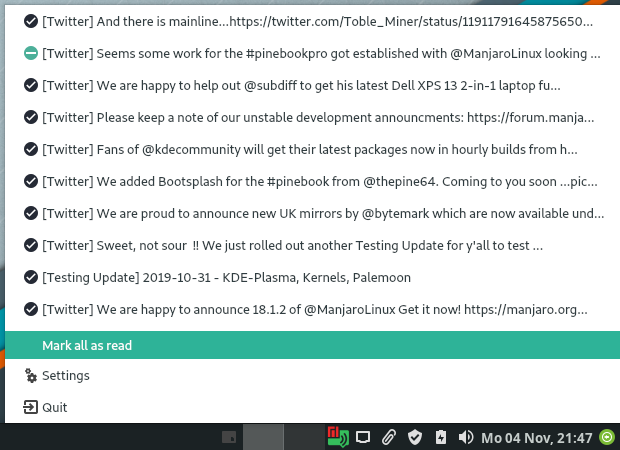 [Twitter] And there is mainline...https://twitter.com/Toble_Miner/status/11911791645875650...
[Twitter] Seems some work for the #pinebookpro got established with @ManjaroLinux looking ...
[Twitter] We are happy to help out @subdiff to get his latest Dell XPS 13 2-in-1 laptop fu...
[Twitter] Please keep a note of our unstable development announcments: https://forum.manja...
[Twitter] Fans of @kdecommunity will get their latest packages now in hourly builds from h...
[Twitter] We added Bootsplash for the #pinebook from @thepine64. Coming to you soon ...pic...
[Twitter] We are proud to announce new UK mirrors by @bytemark which are now available und...
[Twitter] Sweet, not sour !! We just rolled out another Testing Update for y'all to test ...
[Testing Update] 2019-10-31 - KDE-Plasma, Kernels, Palemoon
[Twitter] We are happy to announce 18.1.2 of @ManjaroLinux Get it now! https://manjaro.org...
Mark all as read
Settings
Quit
Mo 04 Nov, 21:47